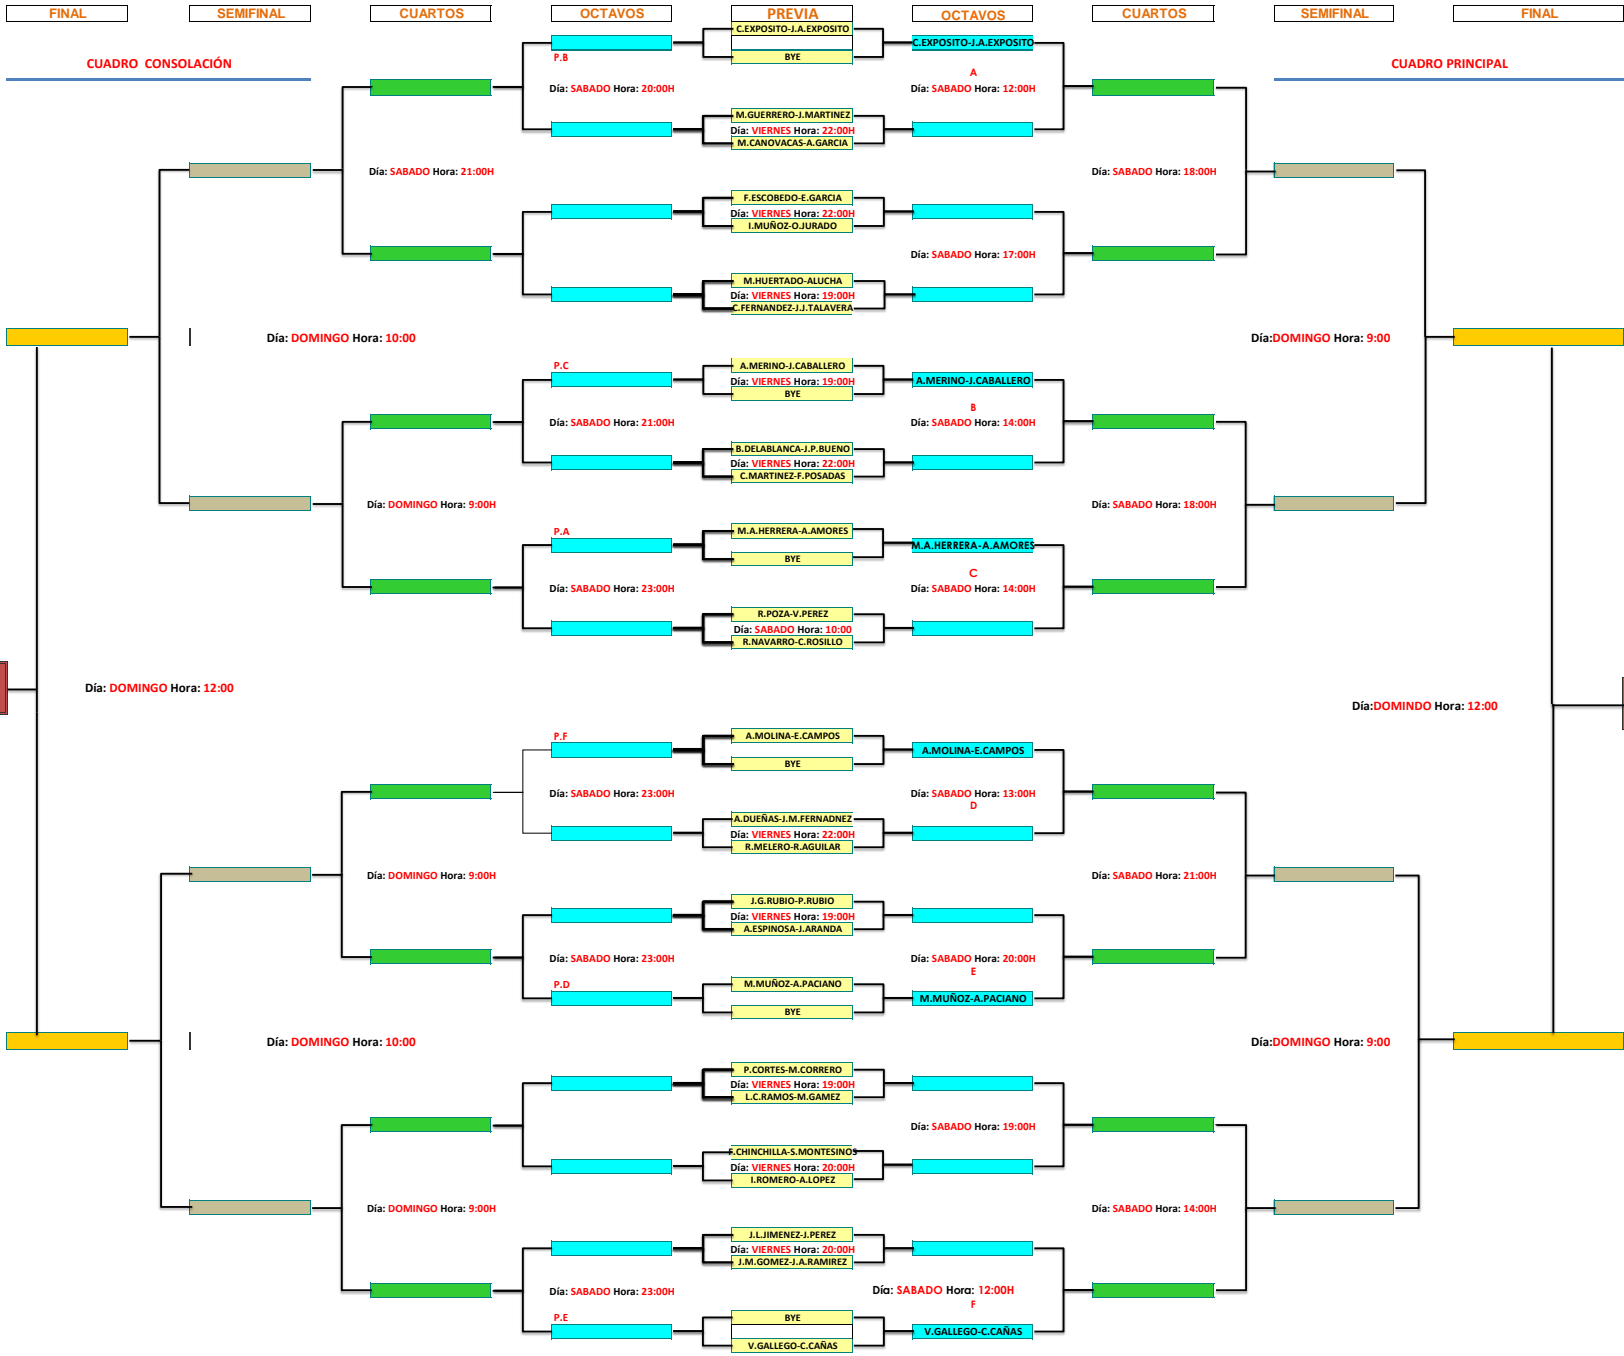 FINAL SEMIFINAL CUARTOS OCTAVOS PREVIA OCTAVOS CUARTOS SEMIFINAL FINAL
C.EXPOSITO-J.A.EXPOSITO
C.EXPOSITO-J.A.EXPOSITO
P.B BYE
CUADRO CONSOLACIÓN CUADRO PRINCIPAL
A
Día: SABADO Hora: 20:00H Día: SABADO Hora: 12:00H
M.GUERRERO-J.MARTINEZ
Día: VIERNES Hora: 22:00H
M.CANOVACAS-A.GARCIA
Día: SABADO Hora: 21:00H Día: SABADO Hora: 18:00H
F.ESCOBEDO-E.GARCIA
Día: VIERNES Hora: 22:00H
I.MUÑOZ-O.JURADO
Día: SABADO Hora: 17:00H
M.HUERTADO-ALUCHA
Día: VIERNES Hora: 19:00H
C.FERNANDEZ-J.J.TALAVERA
Día: DOMINGO Hora: 10:00 Día:DOMINGO Hora: 9:00
P.C A.MERINO-J.CABALLERO
Día: VIERNES Hora: 19:00H A.MERINO-J.CABALLERO
BYE
B
Día: SABADO Hora: 21:00H Día: SABADO Hora: 14:00H
B.DELABLANCA-J.P.BUENO
Día: VIERNES Hora: 22:00H
C.MARTINEZ-F.POSADAS
Día: DOMINGO Hora: 9:00H Día: SABADO Hora: 18:00H
P.A M.A.HERRERA-A.AMORES
M.A.HERRERA-A.AMORES
BYE
C
Día: SABADO Hora: 23:00H Día: SABADO Hora: 14:00H
R.POZA-V.PEREZ
Día: SABADO Hora: 10:00
R.NAVARRO-C.ROSILLO
Día: DOMINGO Hora: 12:00
Día:DOMINDO Hora: 12:00
P.F A.MOLINA-E.CAMPOS
A.MOLINA-E.CAMPOS
BYE
Día: SABADO Hora: 23:00H Día: SABADO Hora: 13:00H
D
A.DUEÑAS-J.M.FERNADNEZ
Día: VIERNES Hora: 22:00H
R.MELERO-R.AGUILAR
Día: DOMINGO Hora: 9:00H Día: SABADO Hora: 21:00H
J.G.RUBIO-P.RUBIO
Día: VIERNES Hora: 19:00H
A.ESPINOSA-J.ARANDA
Día: SABADO Hora: 23:00H Día: SABADO Hora: 20:00H
E
P.D M.MUÑOZ-A.PACIANO
M.MUÑOZ-A.PACIANO
BYE
Día: DOMINGO Hora: 10:00 Día:DOMINGO Hora: 9:00
P.CORTES-M.CORRERO
Día: VIERNES Hora: 19:00H
L.C.RAMOS-M.GAMEZ
Día: SABADO Hora: 19:00H
F.CHINCHILLA-S.MONTESINOS
Día: VIERNES Hora: 20:00H
I.ROMERO-A.LOPEZ
Día: DOMINGO Hora: 9:00H Día: SABADO Hora: 14:00H
J.L.JIMENEZ-J.PEREZ
Día: VIERNES Hora: 20:00H
J.M.GOMEZ-J.A.RAMIREZ
Día: SABADO Hora: 23:00H Día: SABADO Hora: 12:00H
F
P.E BYE
V.GALLEGO-C.CAÑAS
V.GALLEGO-C.CAÑAS